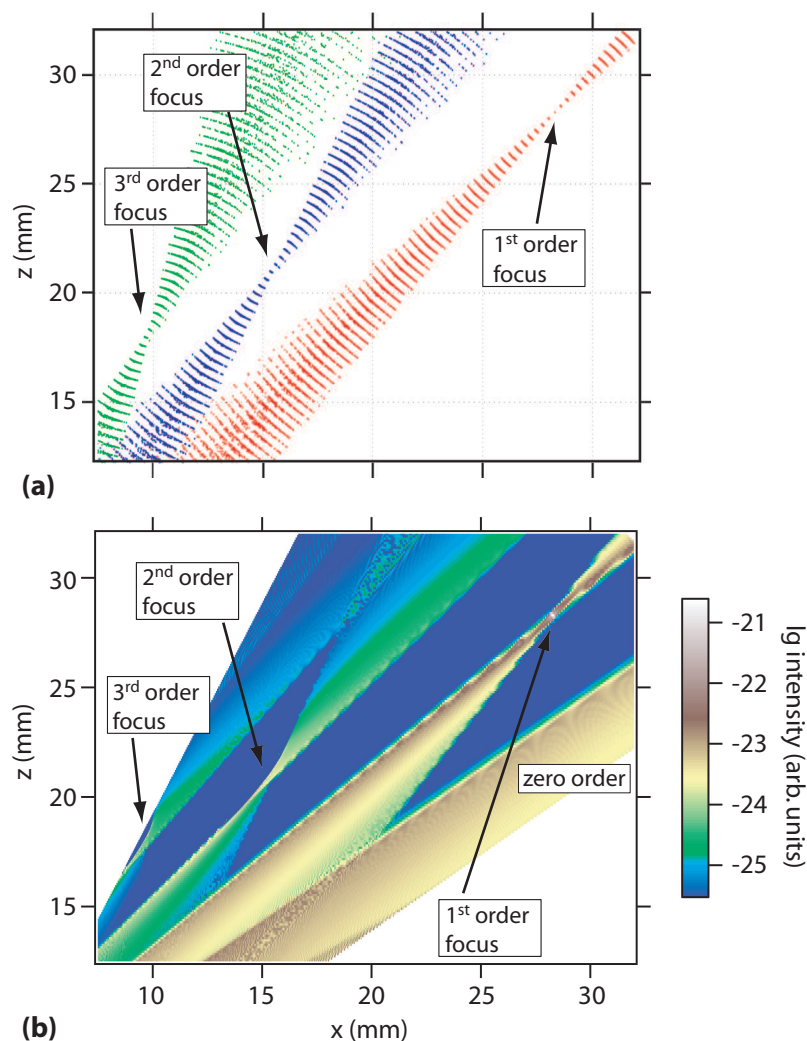 30
25
20
15
z (mm)
2nd order
focus
3rd order
focus
1st order
focus
(a)
30
25
20
15
z (mm)
2nd order
focus
3rd order
focus
zero order
1st order
focus
10
15
20
25
30
x (mm)
(b)
-21
-22
-23
-24
-25
lg intensity (arb.units)